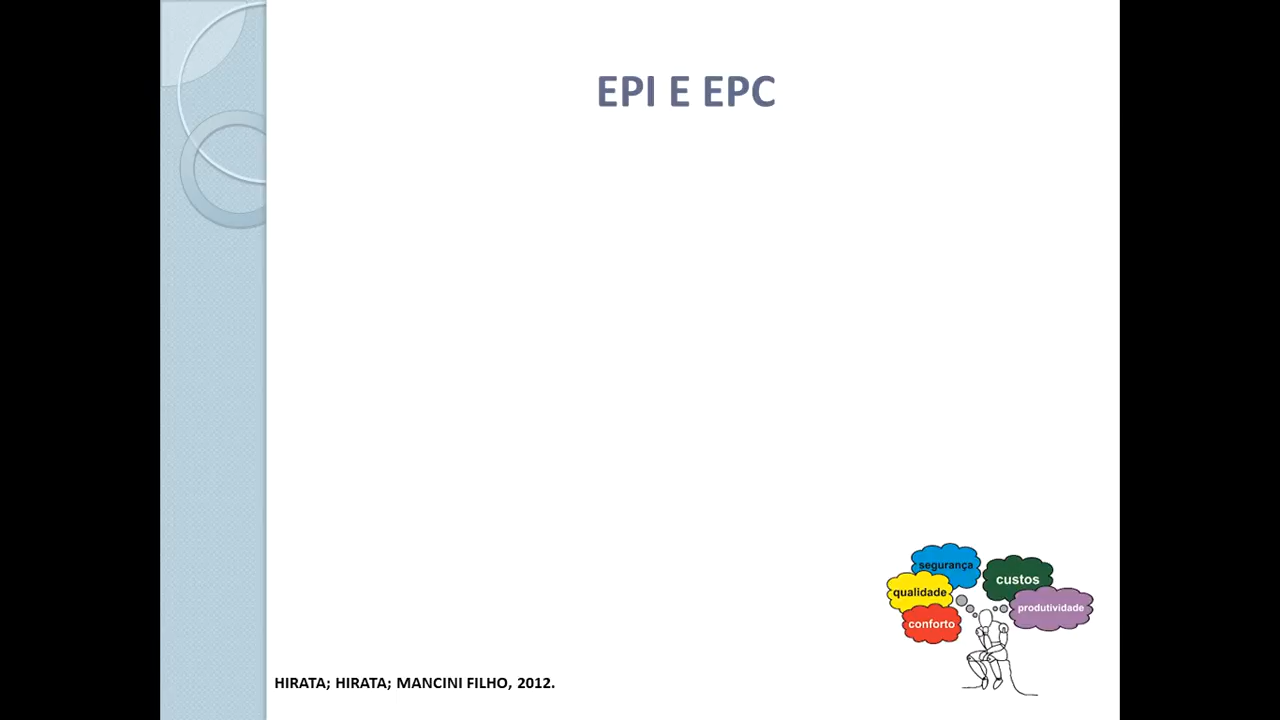 EPI E EPC
segurança
custos
qualidade
produtividade
conforto
HIRATA; HIRATA; MANCINI FILHO, 2012.